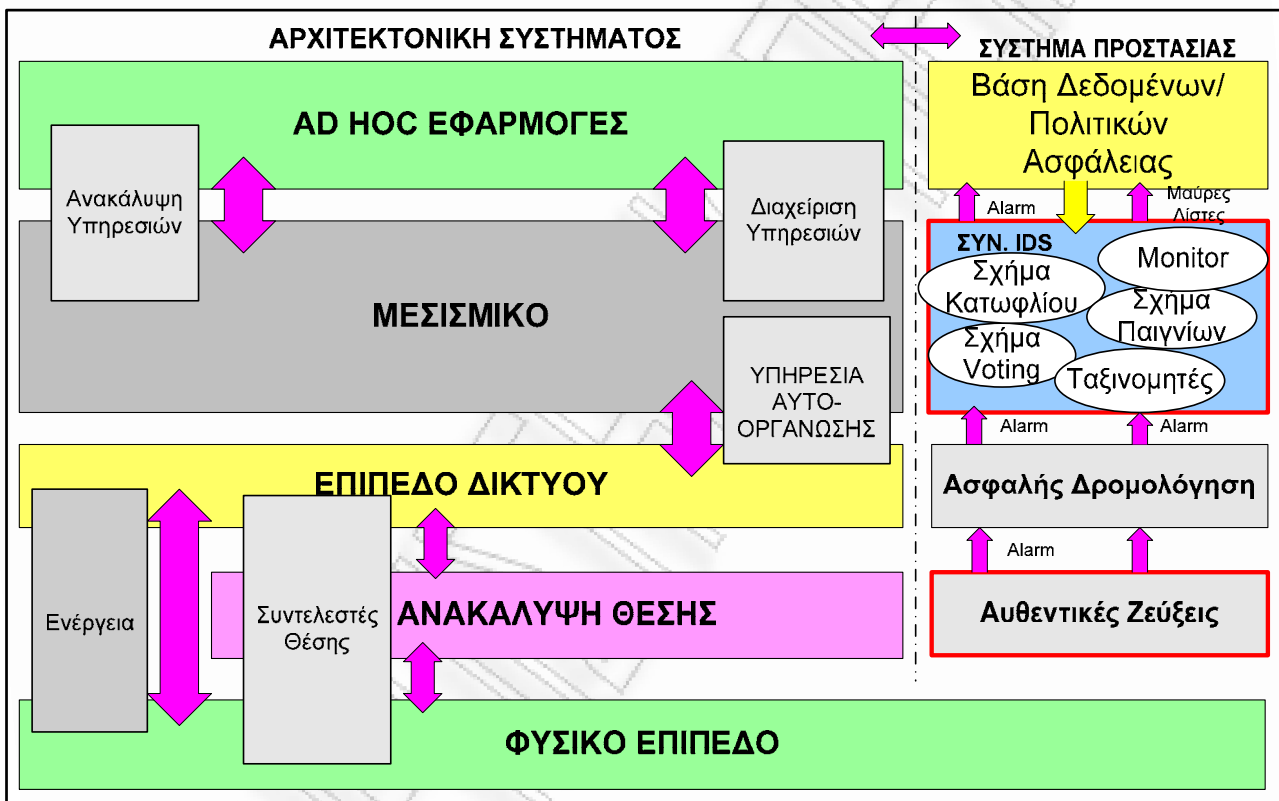 ΑΡΧΙΤΕΚΤΟΝΙΚΗ ΣΥΣΤΗΜΑΤΟΣ
AD HOC ΕΦΑΡΜΟΓΕΣ
Ανακάλυψη
Υπηρεσιών
Διαχείριση
Υπηρεσιών
ΜΕΣΙΣΜΙΚΟ
ΥΠΗΡΕΣΙΑ
ΑΥΤΟ-
ΟΡΓΑΝΩΣΗΣ
ΕΠΙΠΕΔΟ ΔΙΚΤΥΟΥ
Ενέργεια
Συντελεστές
Θέσης
ΑΝΑΚΑΛΥΨΗ ΘΕΣΗΣ
ΦΥΣΙΚΟ ΕΠΙΠΕΔΟ
ΣΥΣΤΗΜΑ ΠΡΟΣΤΑΣΙΑΣ
Βάση Δεδομένων/
Πολιτικών
Ασφάλειας
Alarm
Μαύρες
Λίστες
ΣΥΝ. IDS
Σχήμα
Κατωφλίου
Monitor
Σχήμα
Παιγνίων
Σχήμα
Voting
Ταξινομητές
Alarm
Alarm
Ασφαλής Δρομολόγηση
Alarm
Αυθεντικές Ζεύξεις